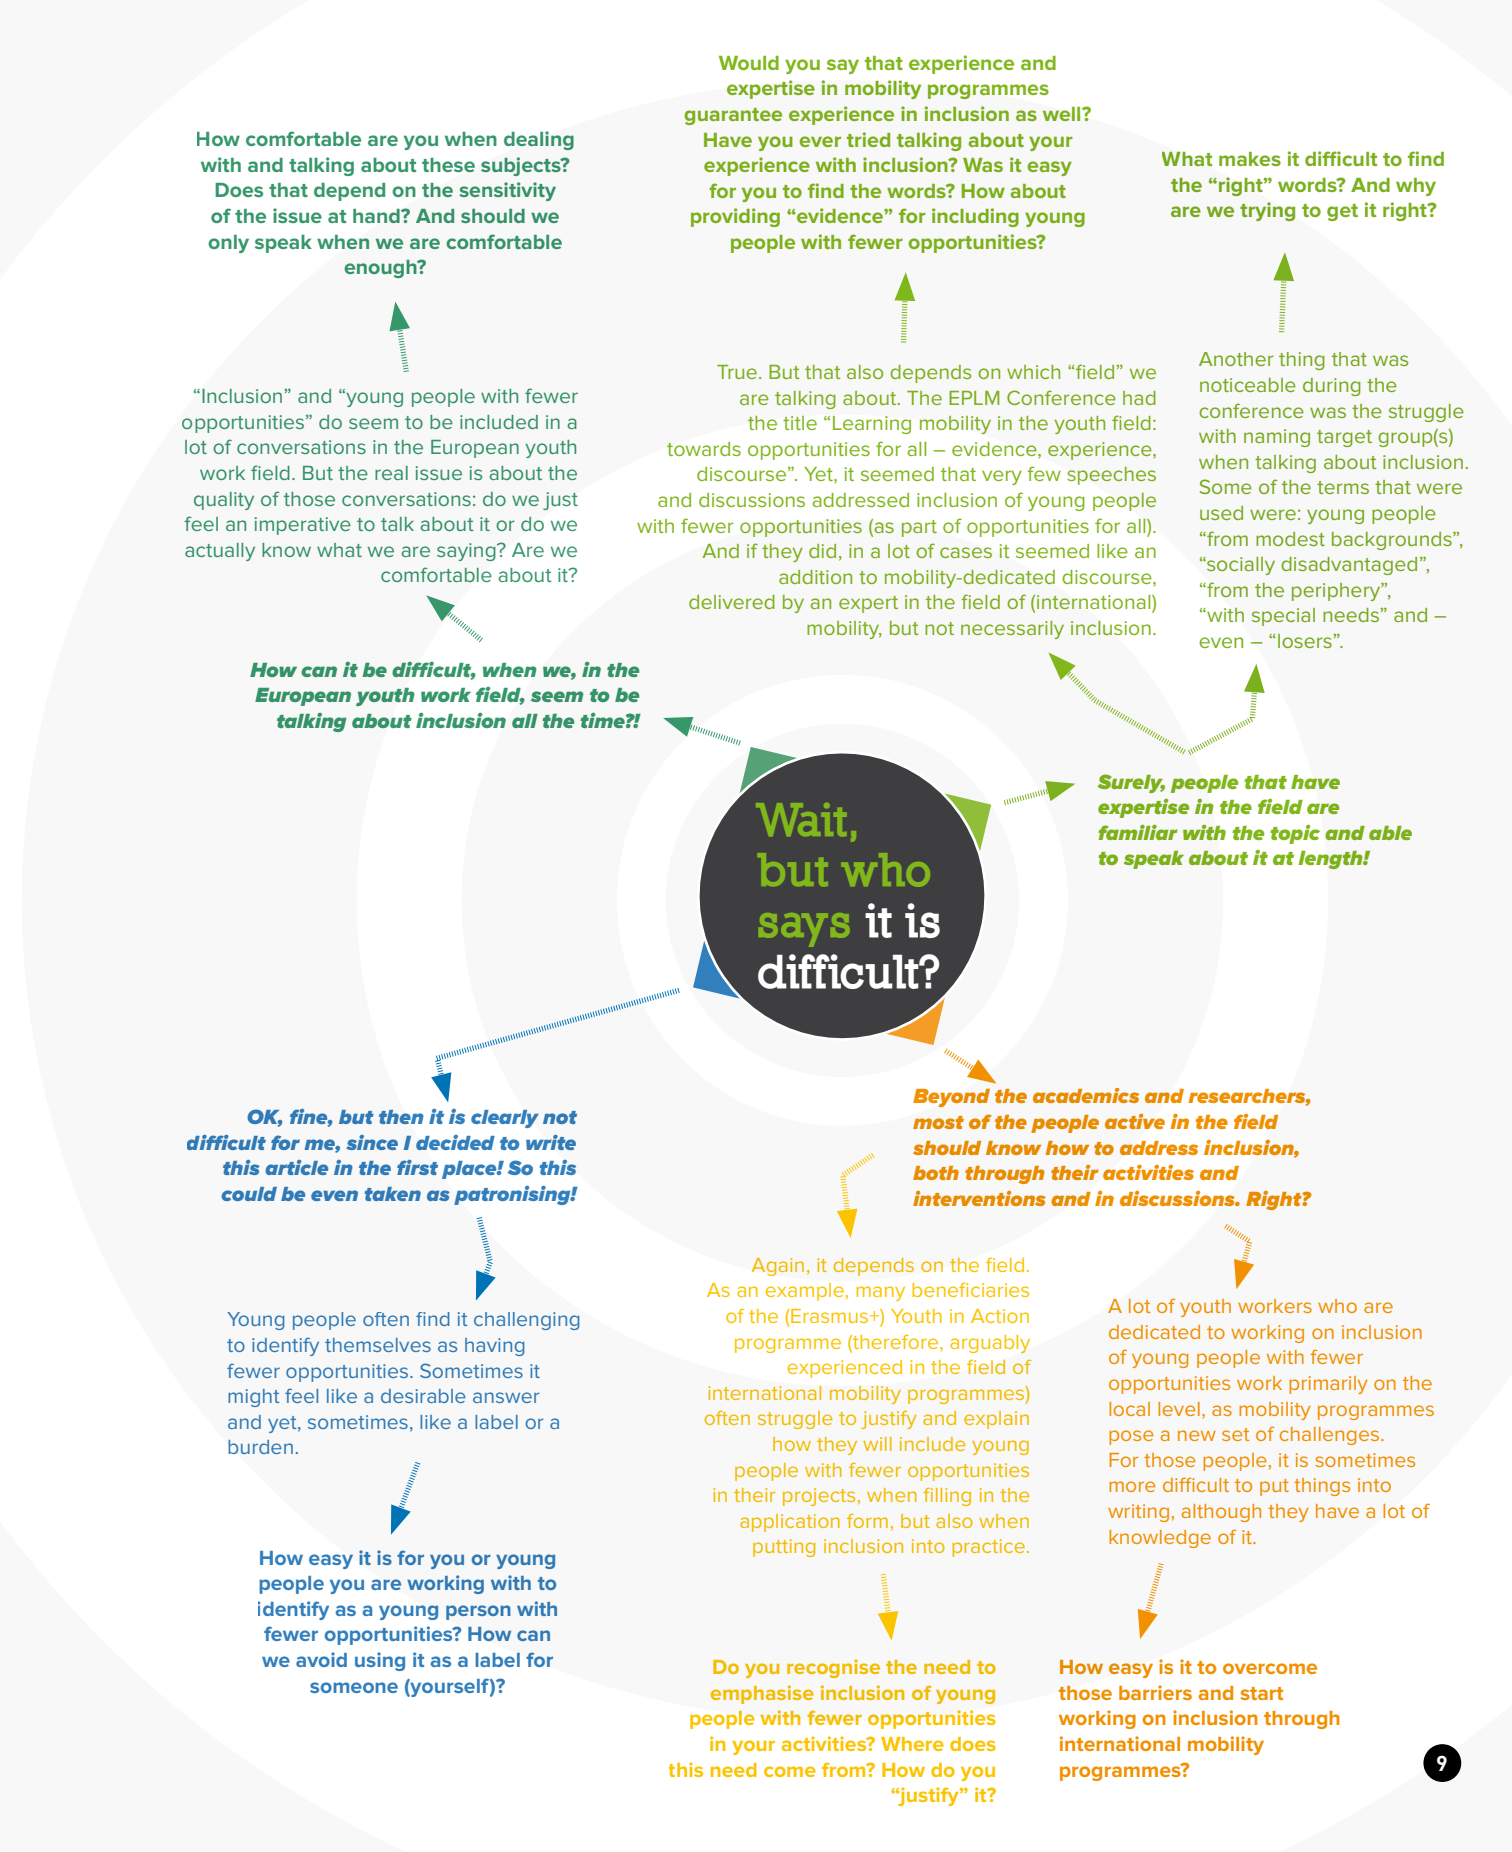 Would you say that experience and
expertise in mobility programmes
guarantee experience in inclusion as well?
Have you ever tried talking about your
experience with inclusion? Was it easy
for you to find the words? How about
providing “evidence” for including young
people with fewer opportunities?
How comfortable are you when dealing
with and talking about these subjects?
Does that depend on the sensitivity
of the issue at hand? And should we
only speak when we are comfortable
enough?
What makes it difficult to find
the “right” words? And why
are we trying to get it right?
“Inclusion” and “young people with fewer
opportunities” do seem to be included in a
lot of conversations in the European youth
work field. But the real issue is about the
quality of those conversations: do we just
feel an imperative to talk about it or do we
actually know what we are saying? Are we
comfortable about it?
True. But that also depends on which “field” we
are talking about. The EPLM Conference had
the title “Learning mobility in the youth field:
towards opportunities for all – evidence, experience,
discourse”. Yet, it seemed that very few speeches
and discussions addressed inclusion of young people
with fewer opportunities (as part of opportunities for all).
And if they did, in a lot of cases it seemed like an
addition to mobility-dedicated discourse,
delivered by an expert in the field of (international)
mobility, but not necessarily inclusion.
Another thing that was
noticeable during the
conference was the struggle
with naming target group(s)
when talking about inclusion.
Some of the terms that were
used were: young people
“from modest backgrounds”,
“socially disadvantaged”,
“from the periphery”,
“with special needs” and –
even – “losers”.
How can it be difficult, when we, in the
European youth work field, seem to be
talking about inclusion all the time?!
Surely, people that have
expertise in the field are
familiar with the topic and able
to speak about it at length!
Wait,
but who
says it is
difficult?
OK, fine, but then it is clearly not
difficult for me, since I decided to write
this article in the first place! So this
could be even taken as patronising!
Beyond the academics and researchers,
most of the people active in the field
should know how to address inclusion,
both through their activities and
interventions and in discussions. Right?
Young people often find it challenging
to identify themselves as having
fewer opportunities. Sometimes it
might feel like a desirable answer
and yet, sometimes, like a label or a
burden.
Again, it depends on the field.
As an example, many beneficiaries
of the (Erasmus+) Youth in Action
programme (therefore, arguably
experienced in the field of
international mobility programmes)
often struggle to justify and explain
how they will include young
people with fewer opportunities
in their projects, when filling in the
application form, but also when
putting inclusion into practice.
A lot of youth workers who are
dedicated to working on inclusion
of young people with fewer
opportunities work primarily on the
local level, as mobility programmes
pose a new set of challenges.
For those people, it is sometimes
more difficult to put things into
writing, although they have a lot of
knowledge of it.
How easy it is for you or young
people you are working with to
identify as a young person with
fewer opportunities? How can
we avoid using it as a label for
someone (yourself)?
Do you recognise the need to
emphasise inclusion of young
people with fewer opportunities
in your activities? Where does
this need come from? How do you
“justify” it?
How easy is it to overcome
those barriers and start
working on inclusion through
international mobility
programmes?
9